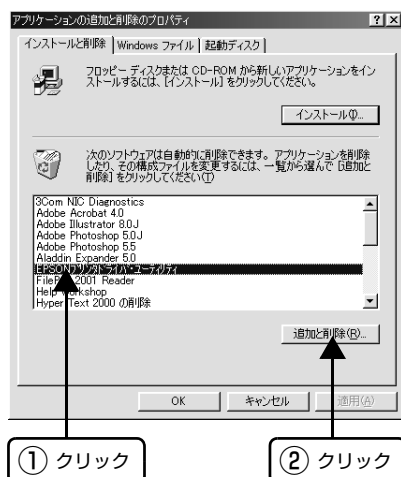 アプリケーションの追加と削除のプロパティ
インストールと削除 Windows ファイル 起動ディスク
フロッピー ディスクまたは CD-ROM から新しいアプリケーションをイン
ストールするには、[インストール] をクリックしてください。
インストール(I)...
次のソフトウェアは自動的に削除できます。アプリケーションを削除
したり、その構成ファイルを変更するには、一覧から選んで [追加と
削除] をクリックしてください(T)
3Com NIC Diagnostics
Adobe Acrobat 4.0
Adobe Illustrator 8.0J
Adobe Photoshop 5.0J
Adobe Photoshop 5.5
Aladdin Expander 5.0
EPSONプリンタドライバ・ユーティリティ
2001 Reader
Help Workshop
Hyper Text 2000 の削除
追加と削除(R)...
OK キャンセル 適用(A)
① クリック ② クリック